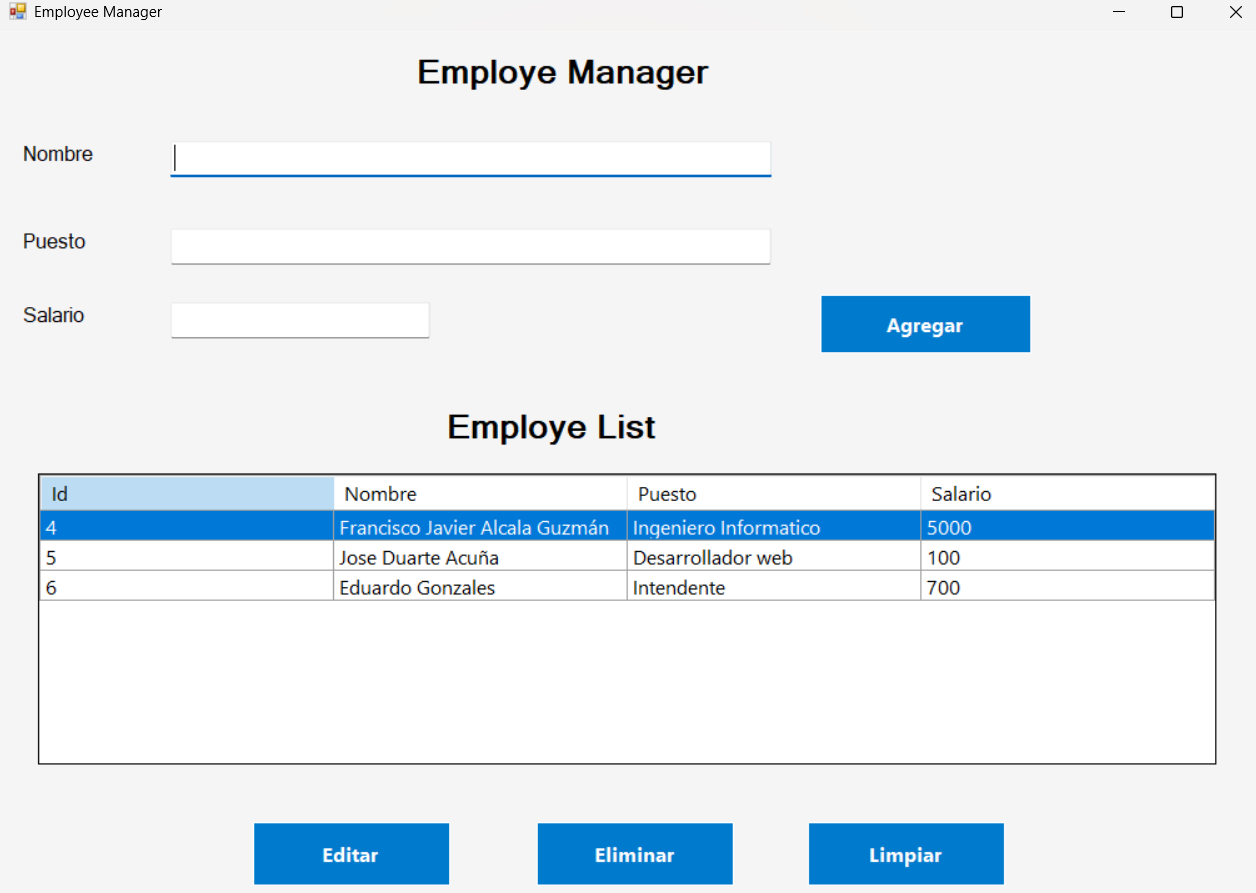 Employee Manager
Employe Manager
Nombre
Puesto
Salario
Agregar
Employe List
Id Nombre Puesto Salario
4 Francisco Javier Alcala Guzmán Ingeniero Informatico 5000
5 Jose Duarte Acuña Desarrollador web 100
6 Eduardo Gonzales Intendente 700
Editar Eliminar Limpiar